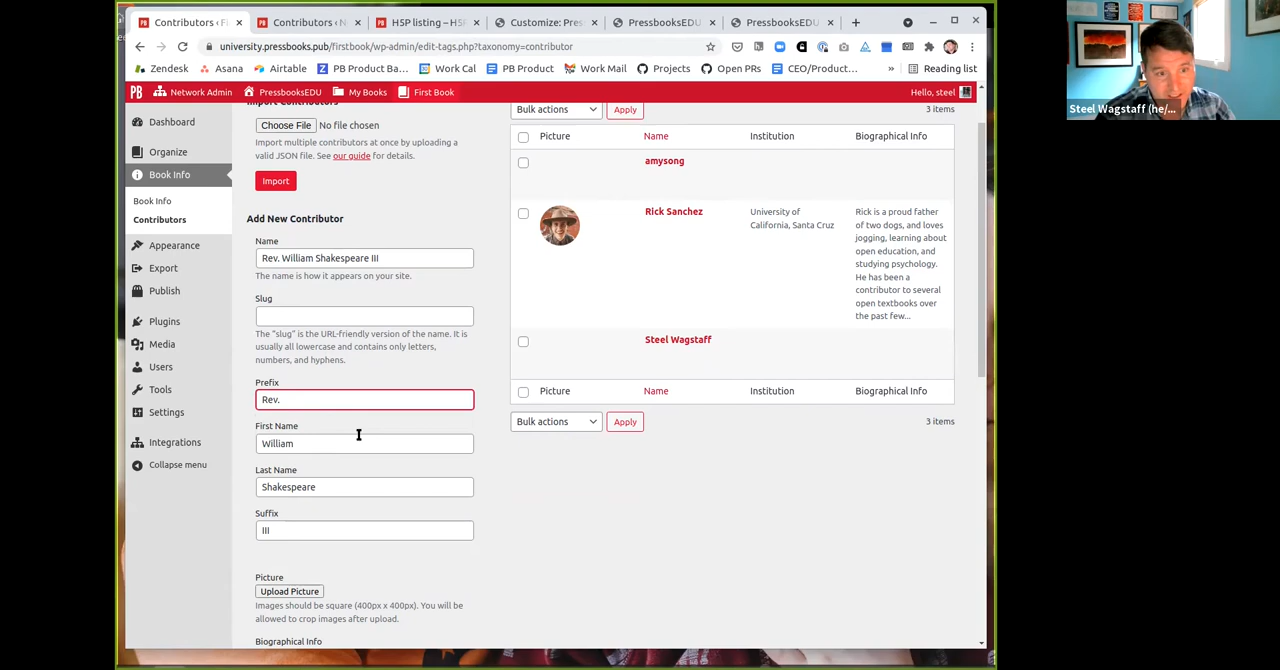 Contributors ‹ Fi
Contributors ‹ N
H5P listing – H5P
Customize: Pres
PressbooksEDU
PressbooksEDU
university.pressbooks.pub/firstbook/wp-admin/edit-tags.php?taxonomy=contributor
Zendesk
Asana
Airtable
PB Product Ba...
Work Cal
PB Product
Work Mail
Projects
Open PRs
CEO/Product...
»
Reading list
PB
Network Admin
PressbooksEDU
My Books
First Book
Hello, steel
Dashboard
Organize
Book Info
Book Info
Contributors
Appearance
Export
Publish
Plugins
Media
Users
Tools
Settings
Integrations
Collapse menu
Import Contributors
Choose File No file chosen
Import multiple contributors at once by uploading a
valid JSON file. See our guide for details.
Import
Add New Contributor
Name
Rev. William Shakespeare III
The name is how it appears on your site.
Slug
The “slug” is the URL-friendly version of the name. It is
usually all lowercase and contains only letters,
numbers, and hyphens.
Prefix
Rev.
First Name
William
Last Name
Shakespeare
Suffix
III
Picture
Upload Picture
Images should be square (400px x 400px). You will be
allowed to crop images after upload.
Biographical Info
Bulk actions
Apply
3 items
Picture
Name
Institution
Biographical Info
amysong
Rick Sanchez
University of
California, Santa Cruz
Rick is a proud father
of two dogs, and loves
jogging, learning about
open education, and
studying psychology.
He has been a
contributor to several
open textbooks over
the past few...
Steel Wagstaff
Picture
Name
Institution
Biographical Info
Bulk actions
Apply
3 items
Steel Wagstaff (he/...